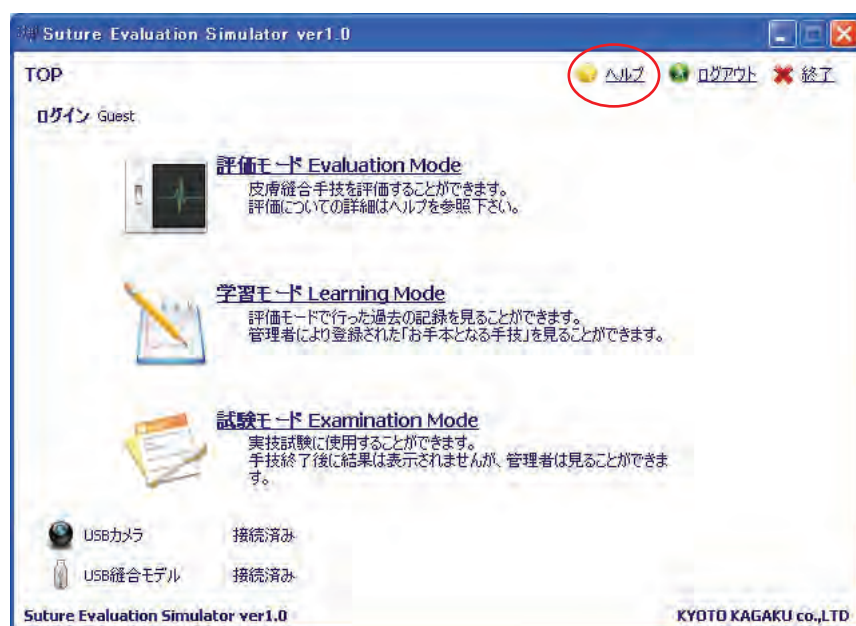 Suture Evaluation Simulator ver1.0
TOP ヘルプ ログアウト 終了
ログイン Guest
評価モード Evaluation Mode
皮膚縫合手技を評価することができます。
評価についての詳細はヘルプを参照下さい。
学習モード Learning Mode
評価モードで行った過去の記録を見ることができます。
管理者により登録された「お手本となる手技」を見ることができます。
試験モード Examination Mode
実技試験に使用することができます。
手技終了後に結果は表示されませんが、管理者は見ることができま
す。
USBカメラ 接続済み
USB縫合モデル 接続済み
Suture Evaluation Simulator ver1.0 KYOTO KAGAKU co.,LTD